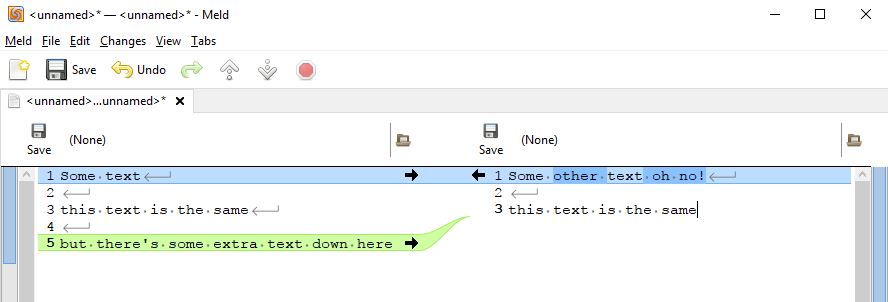 <unnamed>* — <unnamed>* - Meld
Meld File Edit Changes View Tabs
Save Undo
<unnamed>...unnamed>*
Save (None)
Save (None)
1 Some text
2
3 this text is the same
4
5 but there's some extra text down here
1 Some other text oh no!
2
3 this text is the same